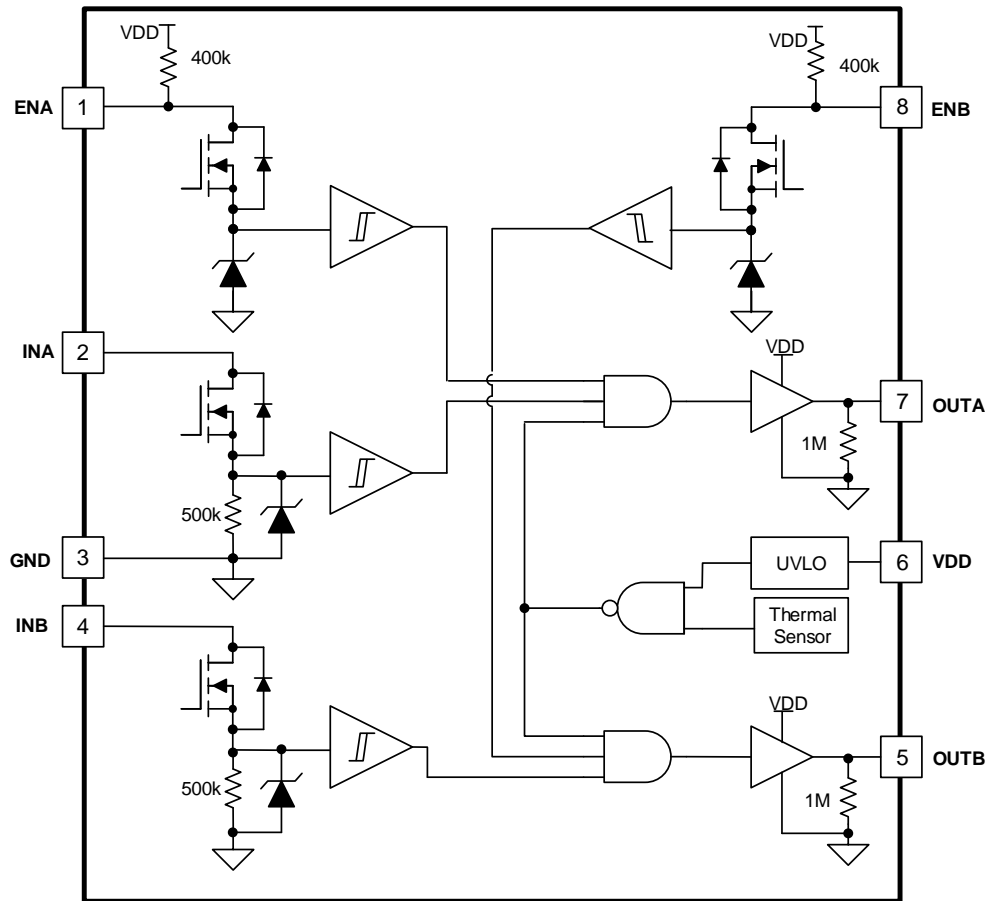 VDD
400k
VDD
400k
ENA
1
8
ENB
INA
2
VDD
7
OUTA
1M
500k
GND
3
UVLO
6
VDD
INB
4
Thermal
Sensor
VDD
5
OUTB
500k
1M